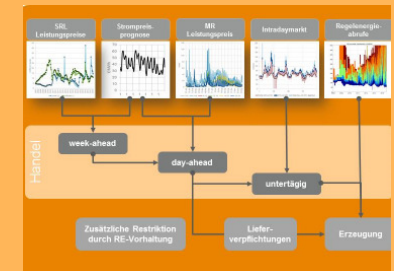 SRL
Leistungspreise
Strompreis-
prognose
MR
Leistungspreis
Intradaymarkt
Regelenergie-
abrufe
Handel
week-ahead
day-ahead
untertägig
Zusätzliche Restriktion
durch RE-Vorhaltung
Liefer-
verpflichtungen
Erzeugung